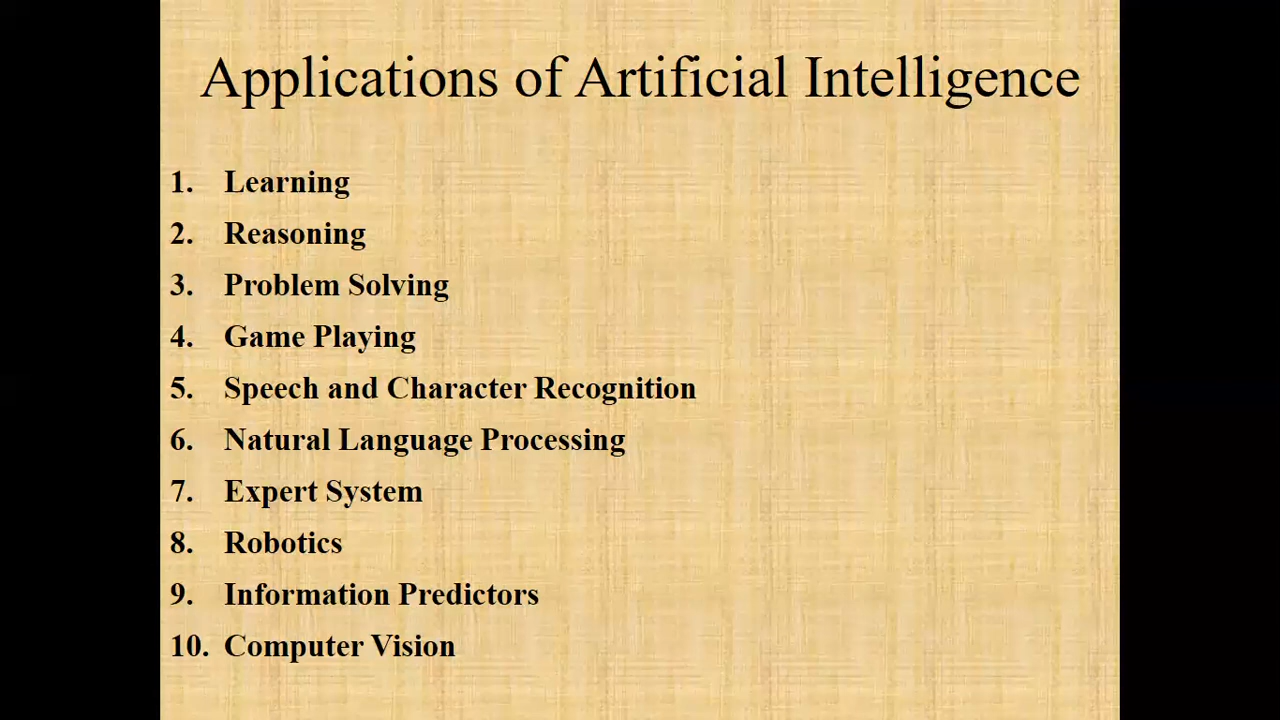 Applications of Artificial Intelligence
1. Learning
2. Reasoning
3. Problem Solving
4. Game Playing
5. Speech and Character Recognition
6. Natural Language Processing
7. Expert System
8. Robotics
9. Information Predictors
10. Computer Vision